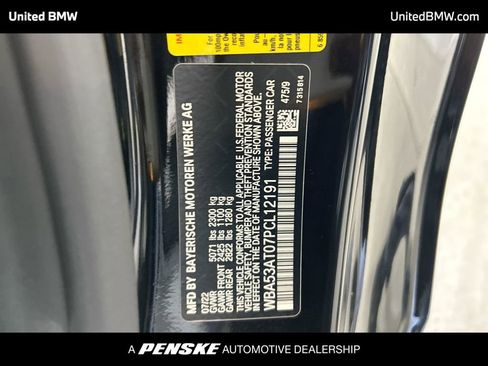 United BMW
UnitedBMW.com
MFD BY BAYERISCHE MOTOREN WERKE AG
07/22
GVWR 5071 lbs 2300 kg
GAWR FRONT 2425 lbs 1100 kg
GAWR REAR 2822 lbs 1280 kg
THIS VEHICLE CONFORMS TO ALL APPLICABLE U.S. FEDERAL MOTOR
VEHICLE SAFETY, BUMPER AND THEFT PREVENTION STANDARDS
IN EFFECT ON THE DATE OF MANUFACTURE SHOWN ABOVE.
WBA53AT07PCL12191
TYPE: PASSENGER CAR
475/9
7315814
A PENSKE AUTOMOTIVE DEALERSHIP